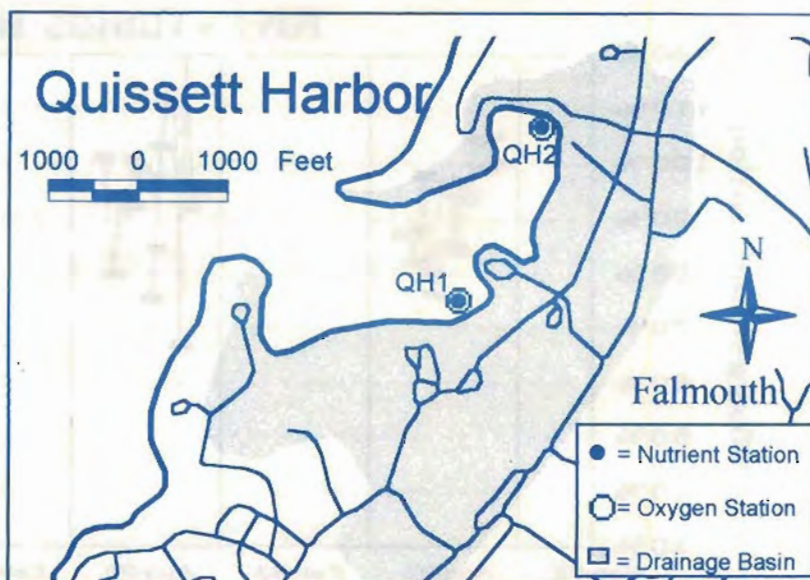 Quissett Harbor
1000 0 1000 Feet
QH2
QH1
N
Falmouth
= Nutrient Station
= Oxygen Station
= Drainage Basin